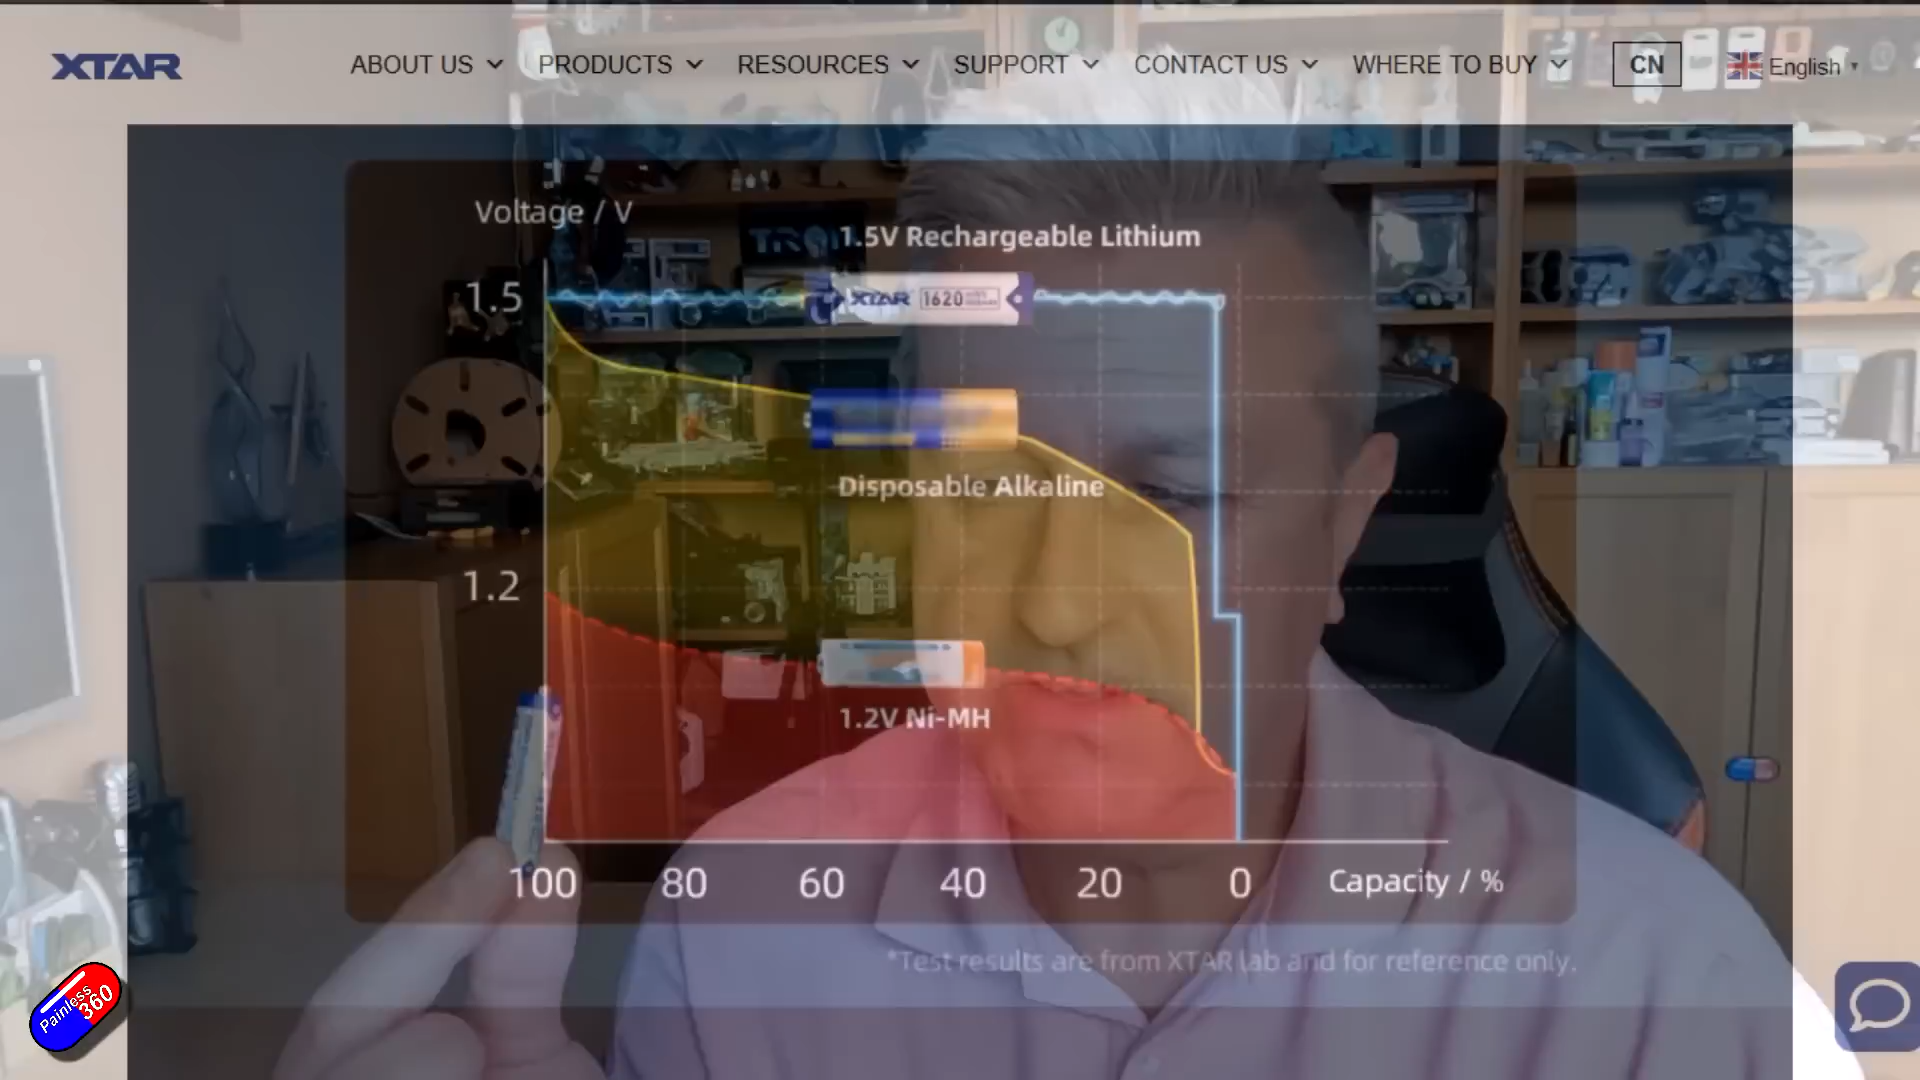 XTAR
ABOUT US
PRODUCTS
RESOURCES
SUPPORT
CONTACT US
WHERE TO BUY
CN
English
Voltage / V
TRON
1.5V Rechargeable Lithium
1.5
XTAR 1620
Disposable Alkaline
1.2
1.2V Ni-MH
100 80 60 40 20 0 Capacity / %
*Test results are from XTAR lab and for reference only.
Painless
360